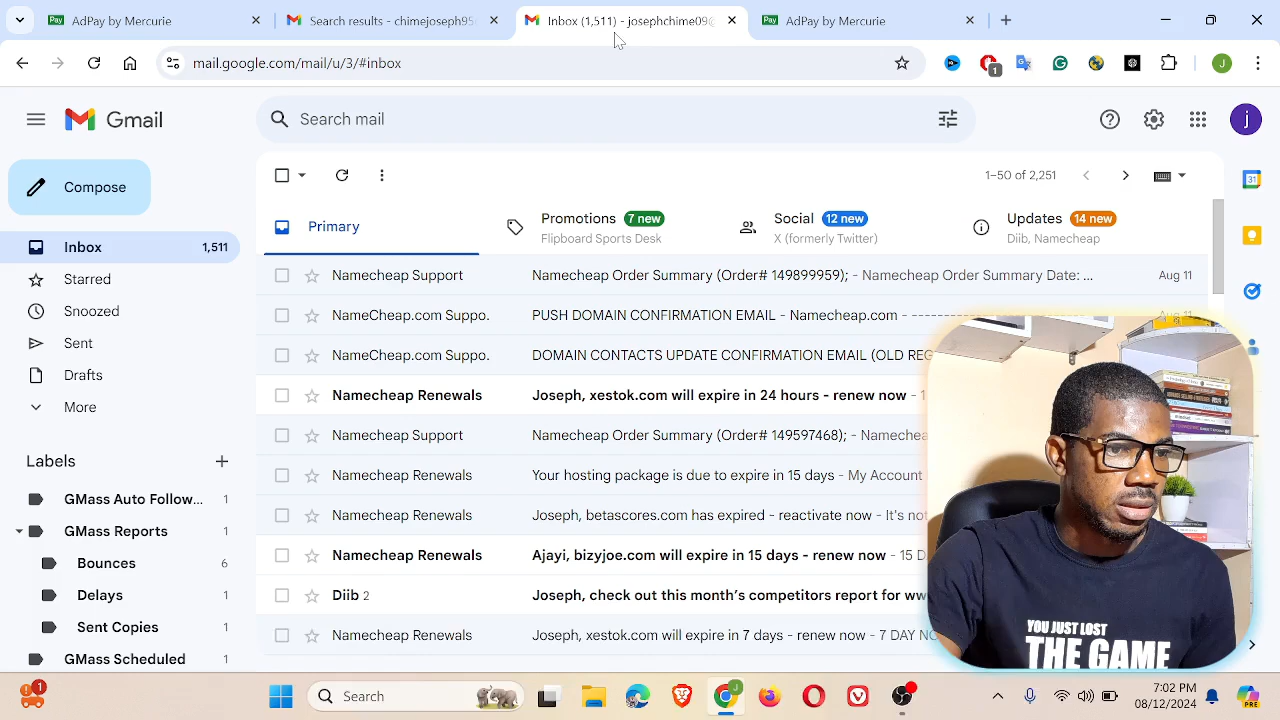 AdPay by Mercurie
Search results - chimejoseph95
Inbox (1,511) - josephchime09@
AdPay by Mercurie
mail.google.com/mail/u/3/#inbox
1
J
Gmail
Search mail
j
Compose
1–50 of 2,251
31
Primary
Promotions 7 new
Flipboard Sports Desk
Social 12 new
X (formerly Twitter)
Updates 14 new
Diib, Namecheap
Inbox 1,511
Starred
Snoozed
Sent
Drafts
More
Labels
GMass Auto Follow... 1
GMass Reports 1
Bounces 6
Delays 1
Sent Copies 1
GMass Scheduled 1
Namecheap Support Namecheap Order Summary (Order# 149899959); - Namecheap Order Summary Date: ... Aug 11
NameCheap.com Suppo. PUSH DOMAIN CONFIRMATION EMAIL - Namecheap.com - Aug 11
NameCheap.com Suppo. DOMAIN CONTACTS UPDATE CONFIRMATION EMAIL (OLD REG
Namecheap Renewals Joseph, xestok.com will expire in 24 hours - renew now - 1
Namecheap Support Namecheap Order Summary (Order# 149597468); - Namechea
Namecheap Renewals Your hosting package is due to expire in 15 days - My Account
Namecheap Renewals Joseph, betascores.com has expired - reactivate now - It's not
Namecheap Renewals Ajayi, bizyjoe.com will expire in 15 days - renew now - 15 D
Diib 2 Joseph, check out this month's competitors report for ww
Namecheap Renewals Joseph, xestok.com will expire in 7 days - renew now - 7 DAY NO
YOU JUST LOST
THE GAME
1
Search
J
7:02 PM
08/12/2024
PRE